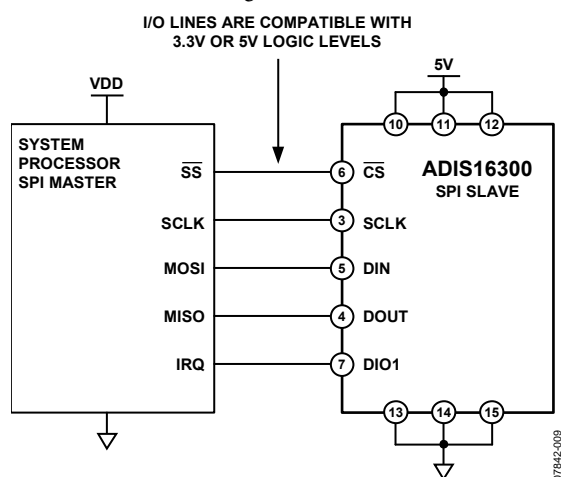 I/O LINES ARE COMPATIBLE WITH
3.3V OR 5V LOGIC LEVELS
VDD
5V
SYSTEM
PROCESSOR
SPI MASTER
10
11
12
ADIS16300
SPI SLAVE
SS
6
CS
SCLK
3
SCLK
MOSI
5
DIN
MISO
4
DOUT
IRQ
7
DIO1
13
14
15
07842-009